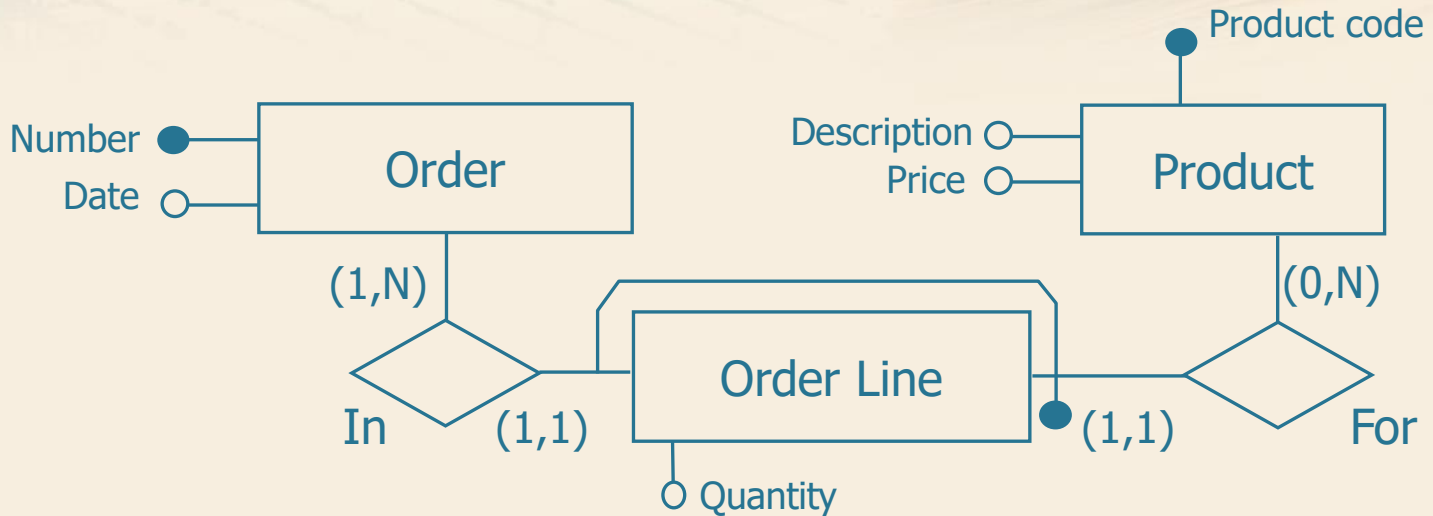 Product code
Number
Order
Description
Product
Date
Price
(1,N)
(0,N)
Order Line
In
(1,1)
(1,1)
For
Quantity